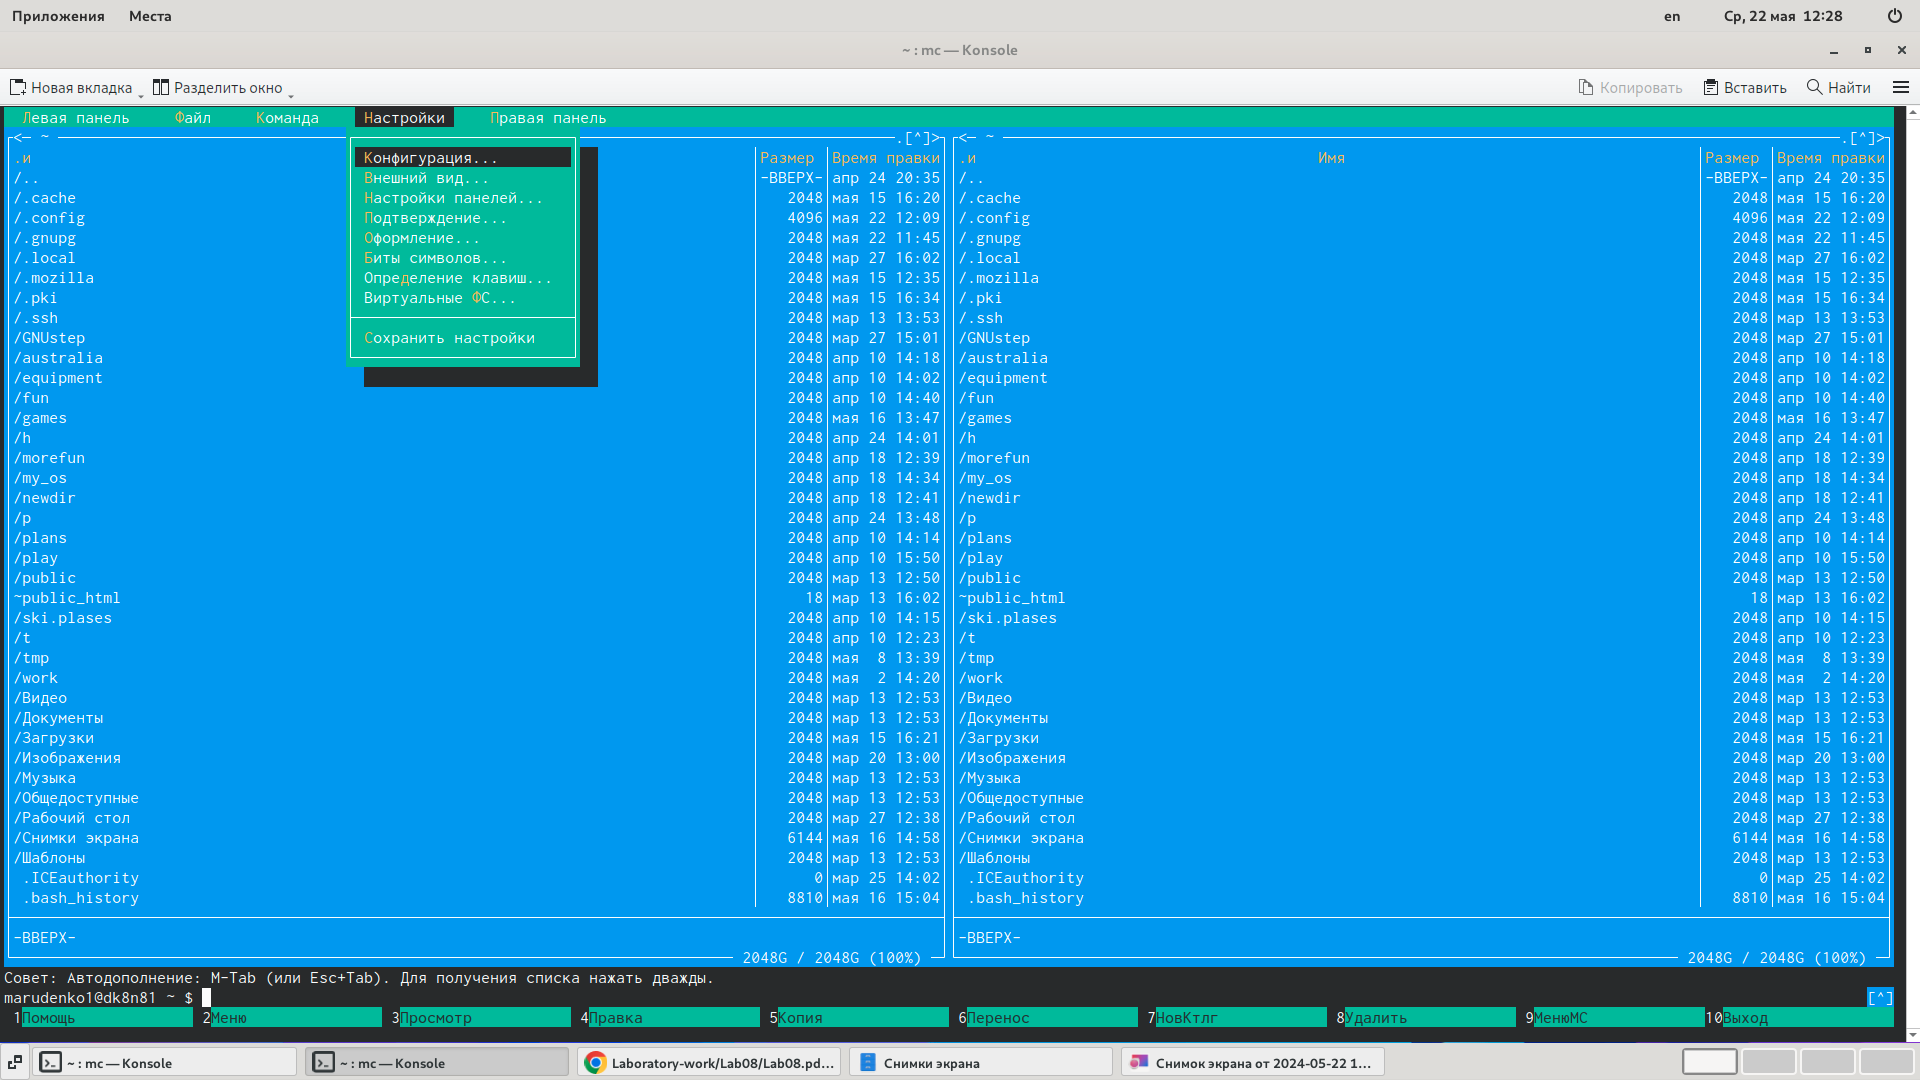 Приложения Места en Ср, 22 мая 12:28
~ : mc — Konsole
Новая вкладка Разделить окно Копировать Вставить Найти
Левая панель Файл Команда Настройки Правая панель
<─ ~ .[^]> <─ ~ .[^]>
.и Конфигурация... Размер Время правки .и Имя Размер Время правки
/.. Внешний вид... -ВВЕРХ- апр 24 20:35 /.. -ВВЕРХ- апр 24 20:35
/.cache Настройки панелей... 2048 мая 15 16:20 /.cache 2048 мая 15 16:20
/.config Подтверждение... 4096 мая 22 12:09 /.config 4096 мая 22 12:09
/.gnupg Оформление... 2048 мая 22 11:45 /.gnupg 2048 мая 22 11:45
/.local Биты символов... 2048 мар 27 16:02 /.local 2048 мар 27 16:02
/.mozilla Определение клавиш... 2048 мая 15 12:35 /.mozilla 2048 мая 15 12:35
/.pki Виртуальные ФС... 2048 мая 15 16:34 /.pki 2048 мая 15 16:34
/.ssh 2048 мар 13 13:53 /.ssh 2048 мар 13 13:53
/GNUstep Сохранить настройки 2048 мар 27 15:01 /GNUstep 2048 мар 27 15:01
/australia 2048 апр 10 14:18 /australia 2048 апр 10 14:18
/equipment 2048 апр 10 14:02 /equipment 2048 апр 10 14:02
/fun 2048 апр 10 14:40 /fun 2048 апр 10 14:40
/games 2048 мая 16 13:47 /games 2048 мая 16 13:47
/h 2048 апр 24 14:01 /h 2048 апр 24 14:01
/morefun 2048 апр 18 12:39 /morefun 2048 апр 18 12:39
/my_os 2048 апр 18 14:34 /my_os 2048 апр 18 14:34
/newdir 2048 апр 18 12:41 /newdir 2048 апр 18 12:41
/p 2048 апр 24 13:48 /p 2048 апр 24 13:48
/plans 2048 апр 10 14:14 /plans 2048 апр 10 14:14
/play 2048 апр 10 15:50 /play 2048 апр 10 15:50
/public 2048 мар 13 12:50 /public 2048 мар 13 12:50
~public_html 18 мар 13 16:02 ~public_html 18 мар 13 16:02
/ski.plases 2048 апр 10 14:15 /ski.plases 2048 апр 10 14:15
/t 2048 апр 10 12:23 /t 2048 апр 10 12:23
/tmp 2048 мая 8 13:39 /tmp 2048 мая 8 13:39
/work 2048 мая 2 14:20 /work 2048 мая 2 14:20
/Видео 2048 мар 13 12:53 /Видео 2048 мар 13 12:53
/Документы 2048 мар 13 12:53 /Документы 2048 мар 13 12:53
/Загрузки 2048 мая 15 16:21 /Загрузки 2048 мая 15 16:21
/Изображения 2048 мар 20 13:00 /Изображения 2048 мар 20 13:00
/Музыка 2048 мар 13 12:53 /Музыка 2048 мар 13 12:53
/Общедоступные 2048 мар 13 12:53 /Общедоступные 2048 мар 13 12:53
/Рабочий стол 2048 мар 27 12:38 /Рабочий стол 2048 мар 27 12:38
/Снимки экрана 6144 мая 16 14:58 /Снимки экрана 6144 мая 16 14:58
/Шаблоны 2048 мар 13 12:53 /Шаблоны 2048 мар 13 12:53
.ICEauthority 0 мар 25 14:02 .ICEauthority 0 мар 25 14:02
.bash_history 8810 мая 16 15:04 .bash_history 8810 мая 16 15:04
-ВВЕРХ- -ВВЕРХ-
2048G / 2048G (100%) 2048G / 2048G (100%)
Совет: Автодополнение: M-Tab (или Esc+Tab). Для получения списка нажать дважды.
marudenko1@dk8n81 ~ $ [^]
1Помощь 2Меню 3Просмотр 4Правка 5Копия 6Перенос 7НовКтлг 8Удалить 9МенюMC 10Выход
~ : mc — Konsole ~ : mc — Konsole Laboratory-work/Lab08/Lab08.pd... Снимки экрана Снимок экрана от 2024-05-22 1...